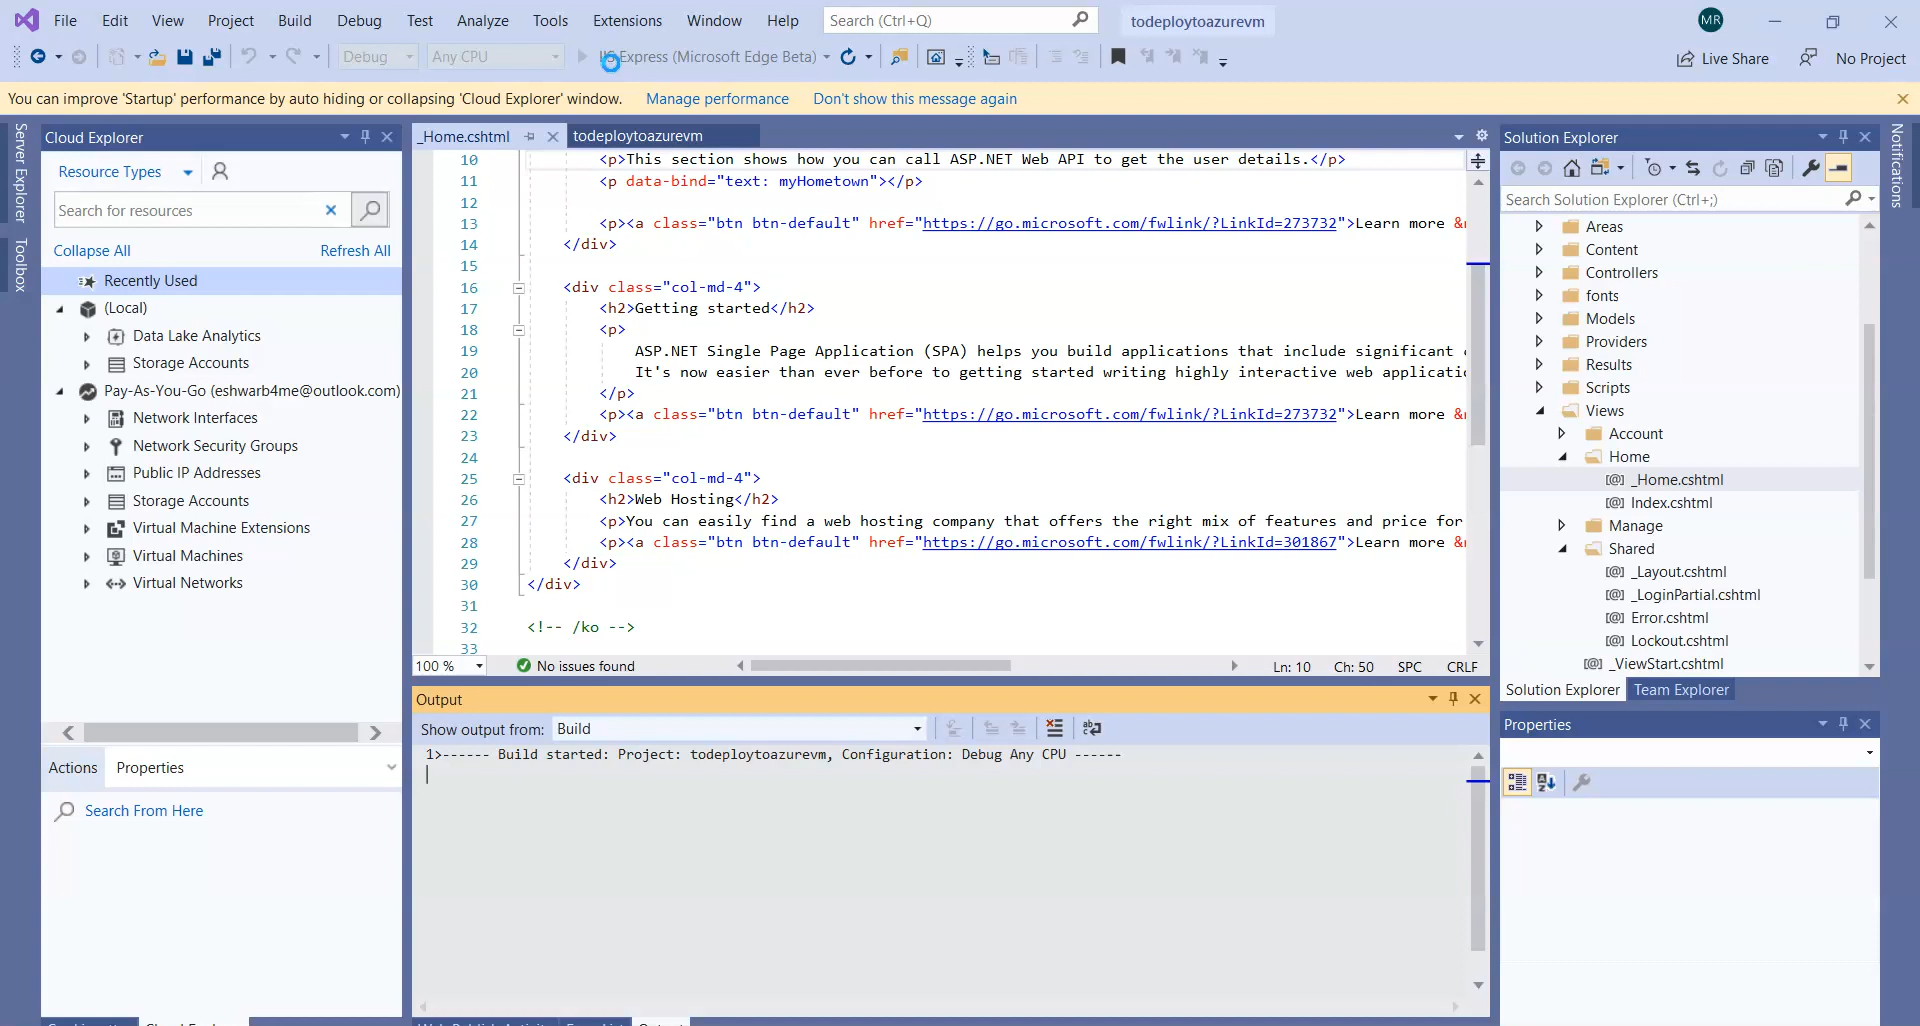 File Edit View Project Build Debug Test Analyze Tools Extensions Window Help Search (Ctrl+Q) todeploytoazurevm MR
Debug Any CPU IIS Express (Microsoft Edge Beta) Live Share No Project
You can improve 'Startup' performance by auto hiding or collapsing 'Cloud Explorer' window. Manage performance Don't show this message again
Server Explorer
Toolbox
Cloud Explorer
Resource Types
Search for resources
Collapse All Refresh All
Recently Used
(Local)
Data Lake Analytics
Storage Accounts
Pay-As-You-Go (eshwarb4me@outlook.com)
Network Interfaces
Network Security Groups
Public IP Addresses
Storage Accounts
Virtual Machine Extensions
Virtual Machines
Virtual Networks
Actions Properties
Search From Here
_Home.cshtml todeploytoazurevm
10 <p>This section shows how you can call ASP.NET Web API to get the user details.</p>
11 <p data-bind="text: myHometown"></p>
12
13 <p><a class="btn btn-default" href="https://go.microsoft.com/fwlink/?LinkId=273732">Learn more
14 </div>
15
16 <div class="col-md-4">
17 <h2>Getting started</h2>
18 <p>
19 ASP.NET Single Page Application (SPA) helps you build applications that include significant
20 It's now easier than ever before to getting started writing highly interactive web
21 </p>
22 <p><a class="btn btn-default" href="https://go.microsoft.com/fwlink/?LinkId=273732">Learn more
23 </div>
24
25 <div class="col-md-4">
26 <h2>Web Hosting</h2>
27 <p>You can easily find a web hosting company that offers the right mix of features and price for
28 <p><a class="btn btn-default" href="https://go.microsoft.com/fwlink/?LinkId=301867">Learn more
29 </div>
30 </div>
31
32 <!-- /ko -->
33
100 % No issues found Ln: 10 Ch: 50 SPC CRLF
Output
Show output from: Build
1>------ Build started: Project: todeploytoazurevm, Configuration: Debug Any CPU ------
Solution Explorer
Search Solution Explorer (Ctrl+;)
Areas
Content
Controllers
fonts
Models
Providers
Results
Scripts
Views
Account
Home
_Home.cshtml
Index.cshtml
Manage
Shared
_Layout.cshtml
_LoginPartial.cshtml
Error.cshtml
Lockout.cshtml
_ViewStart.cshtml
Solution Explorer Team Explorer
Properties
Notifications